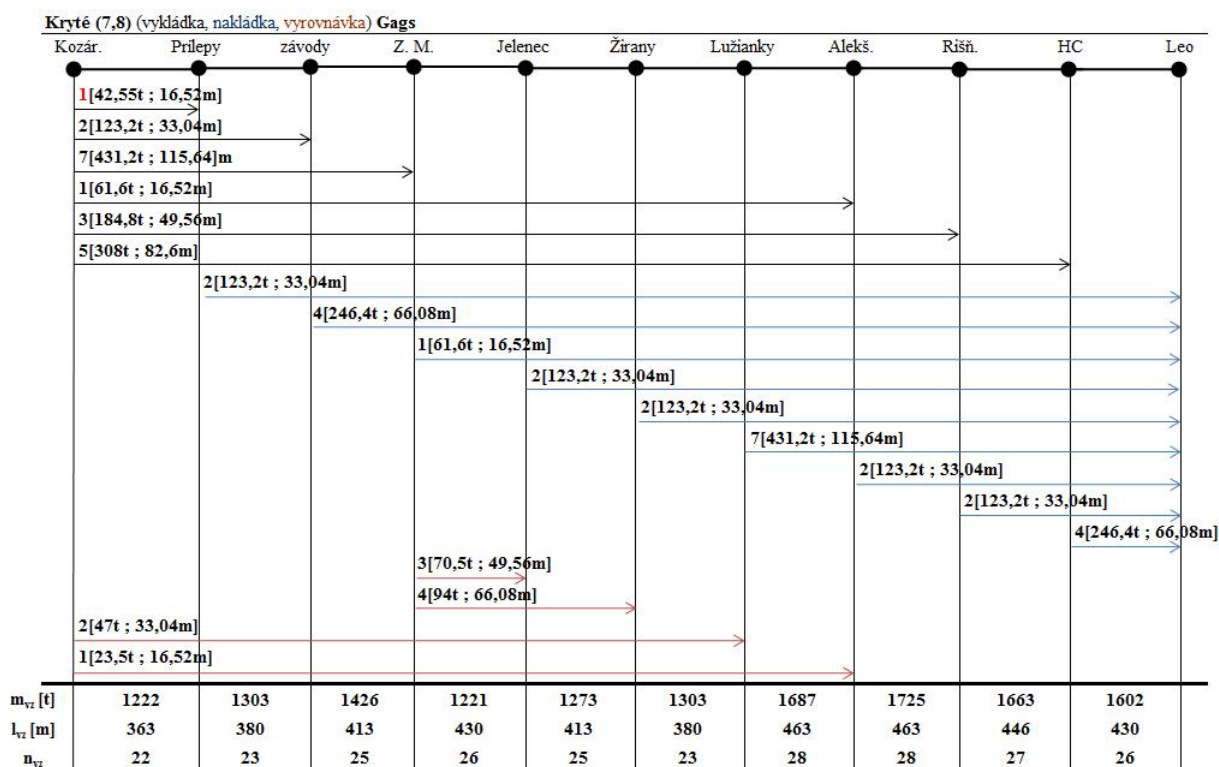 Kryté (7,8) (vykládka, nakládka, vyrovnávka) Gags
Kozár. Prílepy závody Z. M. Jelenec Žirany Lužianky Alekš. Rišň. HC Leo
1[42,55t ; 16,52m]
2[123,2t ; 33,04m]
7[431,2t ; 115,64]m
1[61,6t ; 16,52m]
3[184,8t ; 49,56m]
5[308t ; 82,6m]
2[123,2t ; 33,04m]
4[246,4t ; 66,08m]
1[61,6t ; 16,52m]
2[123,2t ; 33,04m]
2[123,2t ; 33,04m]
7[431,2t ; 115,64m]
2[123,2t ; 33,04m]
2[123,2t ; 33,04m]
4[246,4t ; 66,08m]
3[70,5t ; 49,56m]
4[94t ; 66,08m]
2[47t ; 33,04m]
1[23,5t ; 16,52m]
mvz [t] 1222 1303 1426 1221 1273 1303 1687 1725 1663 1602
lvz [m] 363 380 413 430 413 380 463 463 446 430
nvz 22 23 25 26 25 23 28 28 27 26